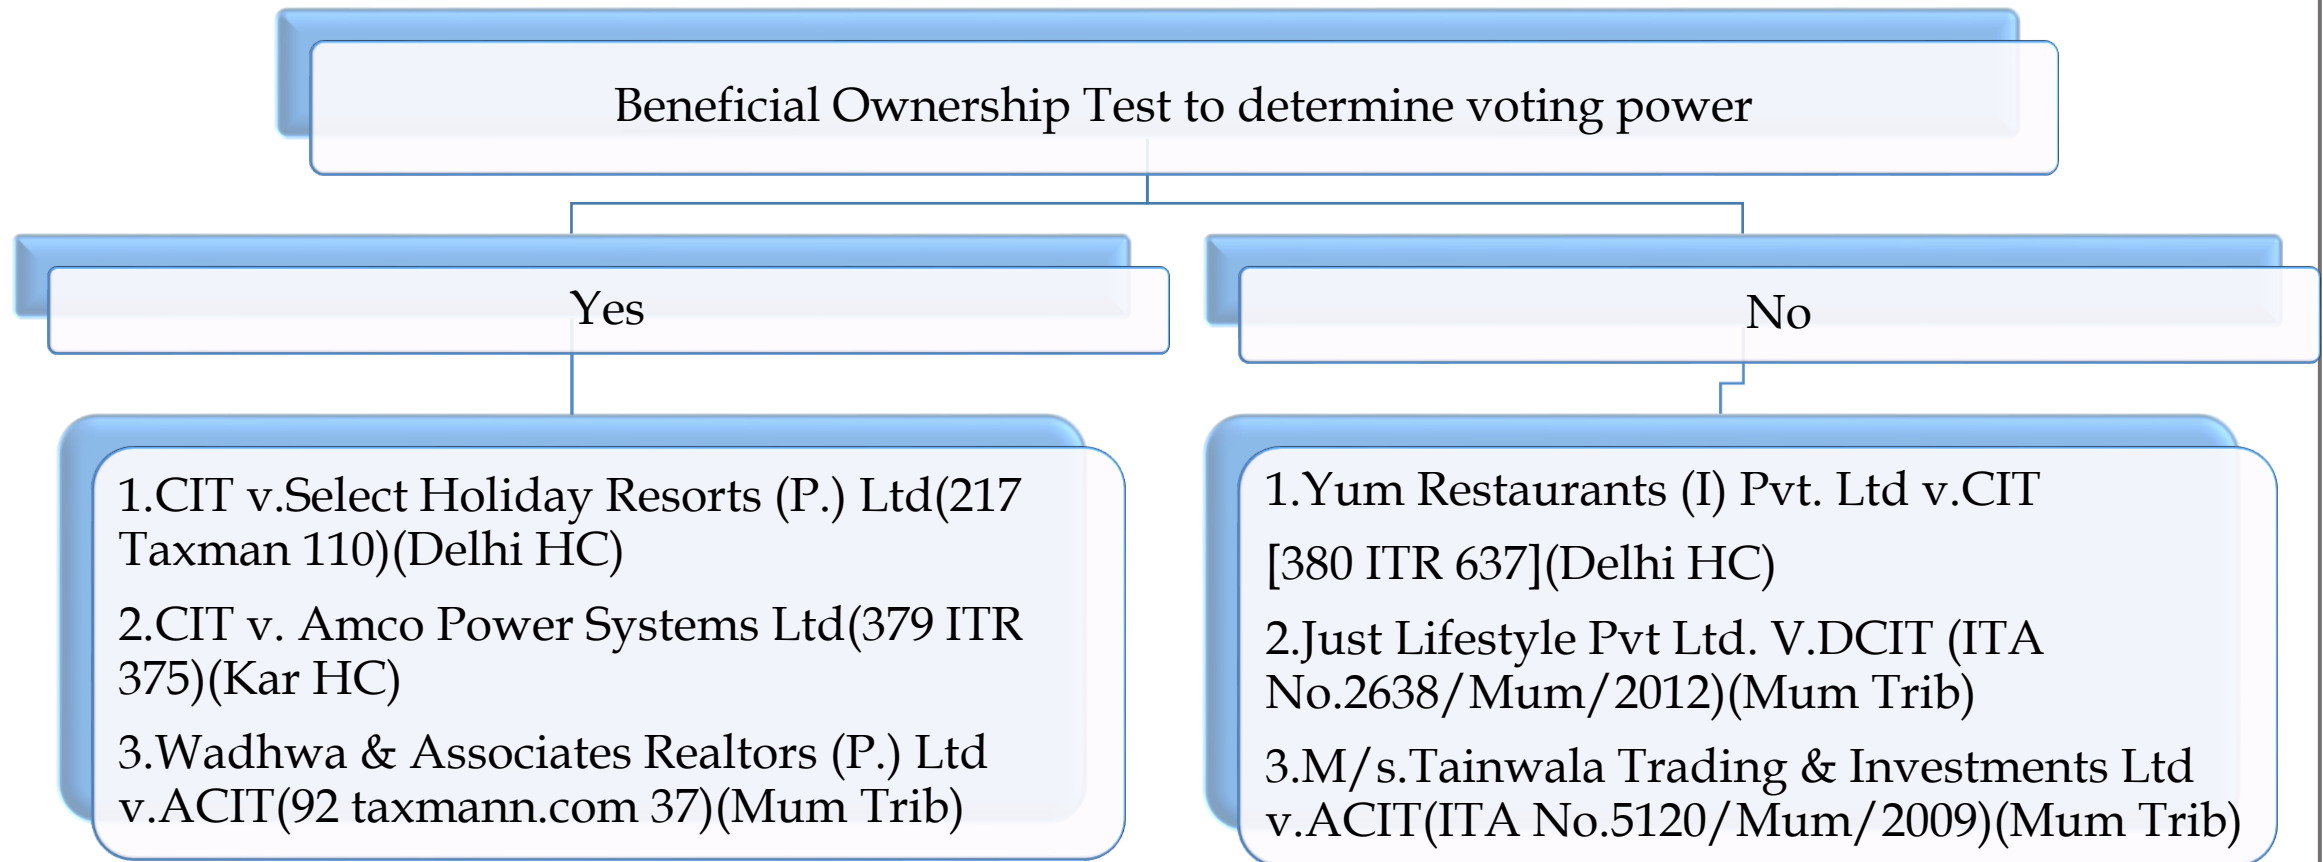 Beneficial Ownership Test to determine voting power
Yes
No
1.CIT v.Select Holiday Resorts (P.) Ltd(217
Taxman 110)(Delhi HC)
2.CIT v. Amco Power Systems Ltd(379 ITR
375)(Kar HC)
3.Wadhwa & Associates Realtors (P.) Ltd
v.ACIT(92 taxmann.com 37)(Mum Trib)
1.Yum Restaurants (I) Pvt. Ltd v.CIT
[380 ITR 637](Delhi HC)
2.Just Lifestyle Pvt Ltd. V.DCIT (ITA
No.2638/Mum/2012)(Mum Trib)
3.M/s.Tainwala Trading & Investments Ltd
v.ACIT(ITA No.5120/Mum/2009)(Mum Trib)